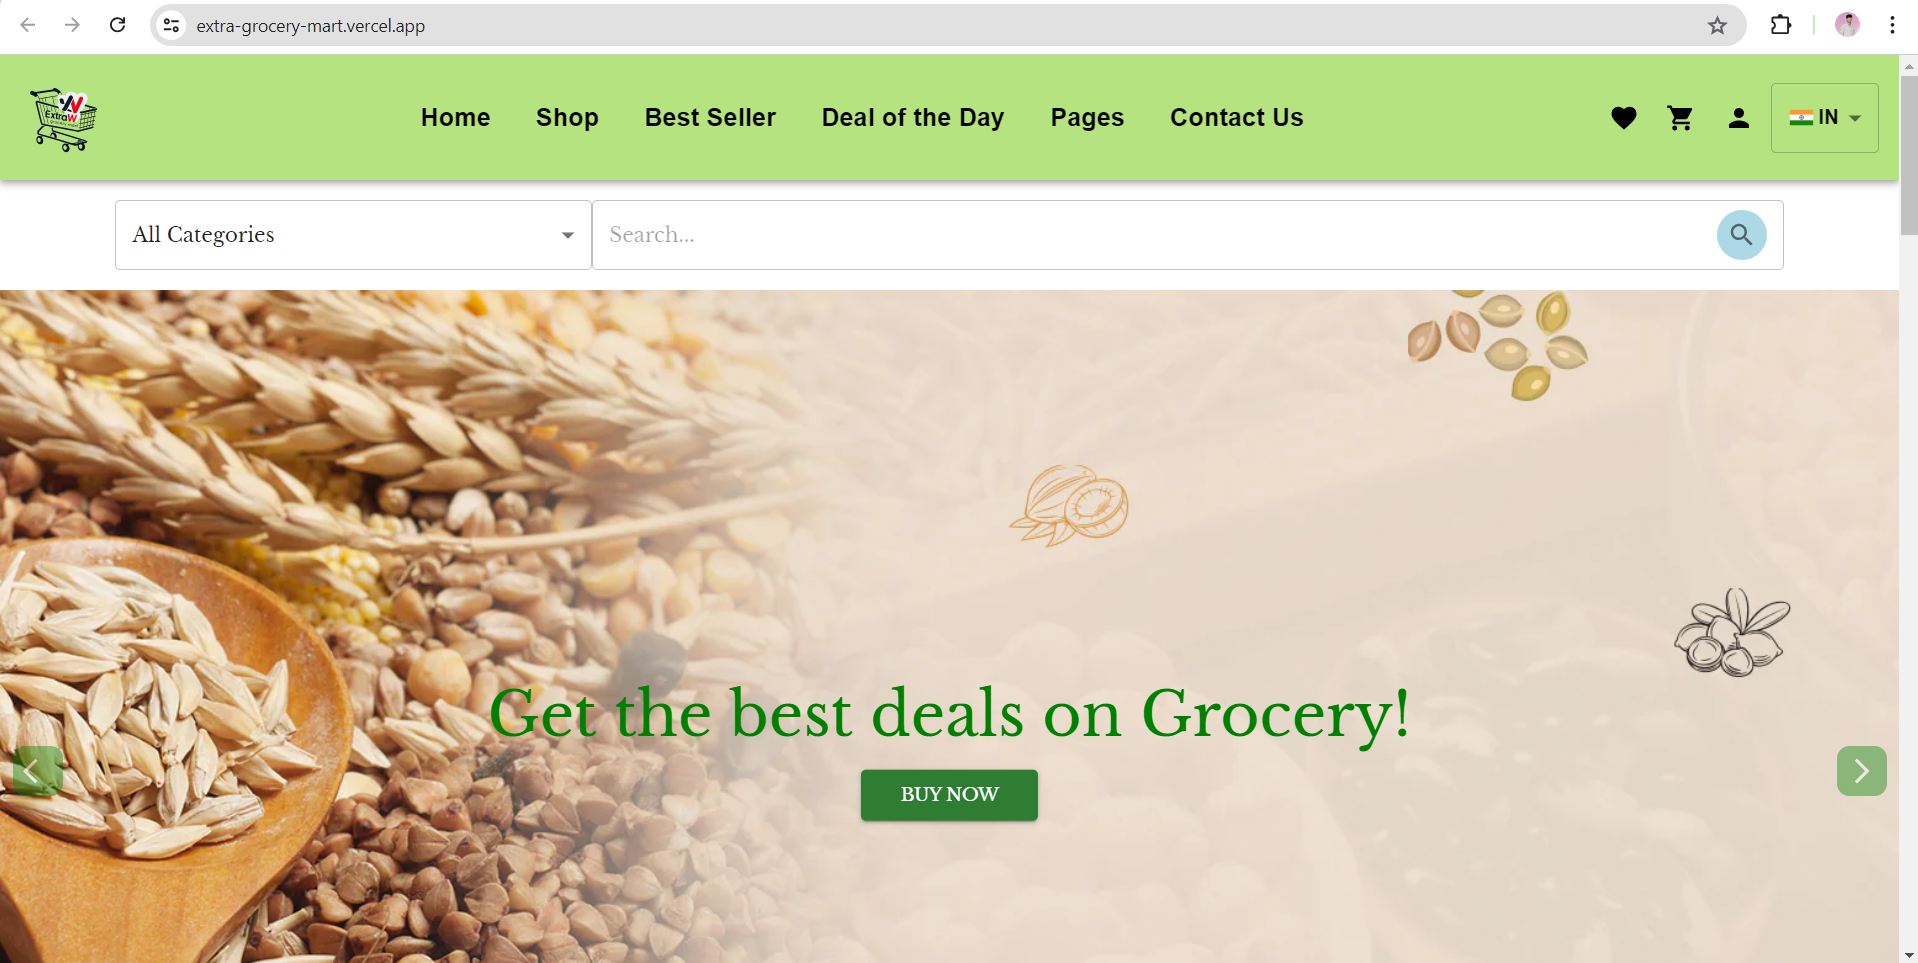 extra-grocery-mart.vercel.app
ExtraW
Home Shop Best Seller Deal of the Day Pages Contact Us IN
All Categories Search...
Get the best deals on Grocery!
BUY NOW